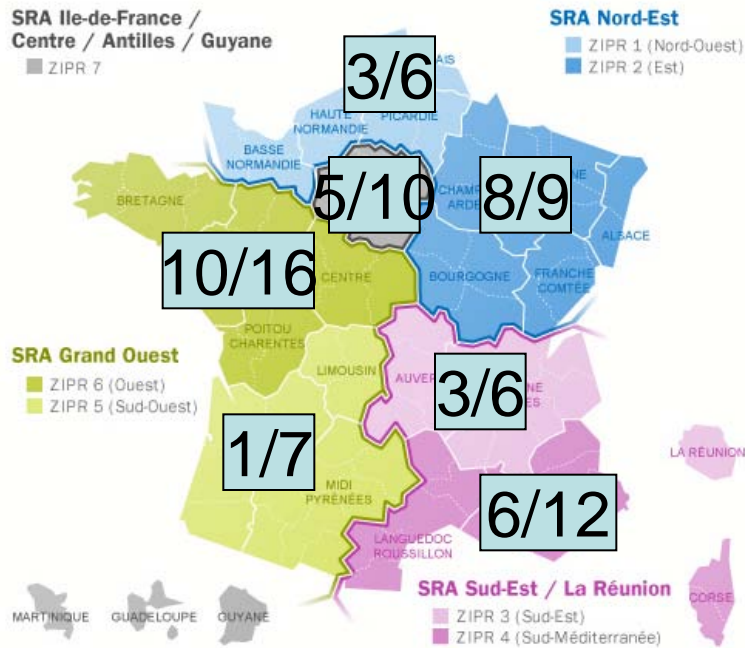 SRA Ile-de-France /
Centre / Antilles / Guyane
ZIPR 7
SRA Nord-Est
ZIPR 1 (Nord-Ouest)
ZIPR 2 (Est)
3/6
HAUTE
NORMANDIE
PICARDIE
BASSE
NORMANDIE
5/10
8/9
BRETAGNE
ALSACE
10/16
CENTRE
BOURGOGNE
FRANCHE
COMTÉE
POITOU
CHARENTES
SRA Grand Ouest
ZIPR 6 (Ouest)
ZIPR 5 (Sud-Ouest)
LIMOUSIN
3/6
1/7
LA RÉUNION
MIDI
PYRÉNÉES
6/12
LANGUEDOC
ROUSSILLON
SRA Sud-Est / La Réunion
ZIPR 3 (Sud-Est)
ZIPR 4 (Sud-Méditerranée)
CORSE
MARTINIQUE
GUADELOUPE
GUYANE